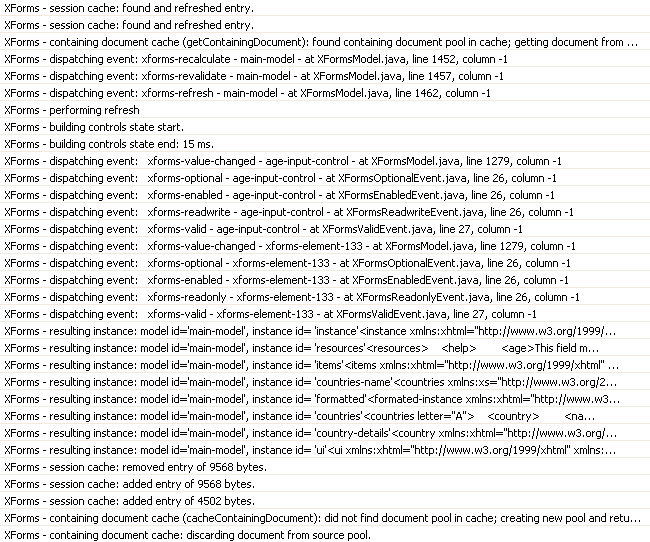 XForms - session cache: found and refreshed entry.
XForms - session cache: found and refreshed entry.
XForms - containing document cache (getContainingDocument): found containing document pool in cache; getting document from ...
XForms - dispatching event: xforms-recalculate - main-model - at XFormsModel.java, line 1452, column -1
XForms - dispatching event: xforms-revalidate - main-model - at XFormsModel.java, line 1457, column -1
XForms - dispatching event: xforms-refresh - main-model - at XFormsModel.java, line 1462, column -1
XForms - performing refresh
XForms - building controls state start.
XForms - building controls state end: 15 ms.
XForms - dispatching event:   xforms-value-changed - age-input-control - at XFormsModel.java, line 1279, column -1
XForms - dispatching event:   xforms-optional - age-input-control - at XFormsOptionalEvent.java, line 26, column -1
XForms - dispatching event:   xforms-enabled - age-input-control - at XFormsEnabledEvent.java, line 26, column -1
XForms - dispatching event:   xforms-readwrite - age-input-control - at XFormsReadwriteEvent.java, line 26, column -1
XForms - dispatching event:   xforms-valid - age-input-control - at XFormsValidEvent.java, line 27, column -1
XForms - dispatching event:   xforms-value-changed - xforms-element-133 - at XFormsModel.java, line 1279, column -1
XForms - dispatching event:   xforms-optional - xforms-element-133 - at XFormsOptionalEvent.java, line 26, column -1
XForms - dispatching event:   xforms-enabled - xforms-element-133 - at XFormsEnabledEvent.java, line 26, column -1
XForms - dispatching event:   xforms-readonly - xforms-element-133 - at XFormsReadonlyEvent.java, line 26, column -1
XForms - dispatching event:   xforms-valid - xforms-element-133 - at XFormsValidEvent.java, line 27, column -1
XForms - resulting instance: model id='main-model', instance id= 'instance'<instance xmlns:xhtml="http://www.w3.org/1999/...
XForms - resulting instance: model id='main-model', instance id= 'resources'<resources>    <help>        <age>This field m...
XForms - resulting instance: model id='main-model', instance id= 'items'<items xmlns:xhtml="http://www.w3.org/1999/xhtml" ...
XForms - resulting instance: model id='main-model', instance id= 'countries-name'<countries xmlns:xs="http://www.w3.org/2...
XForms - resulting instance: model id='main-model', instance id= 'formatted'<formated-instance xmlns:xhtml="http://www.w3...
XForms - resulting instance: model id='main-model', instance id= 'countries'<countries letter="A">    <country>        <na...
XForms - resulting instance: model id='main-model', instance id= 'country-details'<country xmlns:xhtml="http://www.w3.org/...
XForms - resulting instance: model id='main-model', instance id= 'ui'<ui xmlns:xhtml="http://www.w3.org/1999/xhtml" xmlns:...
XForms - session cache: removed entry of 9568 bytes.
XForms - session cache: added entry of 9568 bytes.
XForms - session cache: added entry of 4502 bytes.
XForms - containing document cache (cacheContainingDocument): did not find document pool in cache; creating new pool and retu...
XForms - containing document cache: discarding document from source pool.